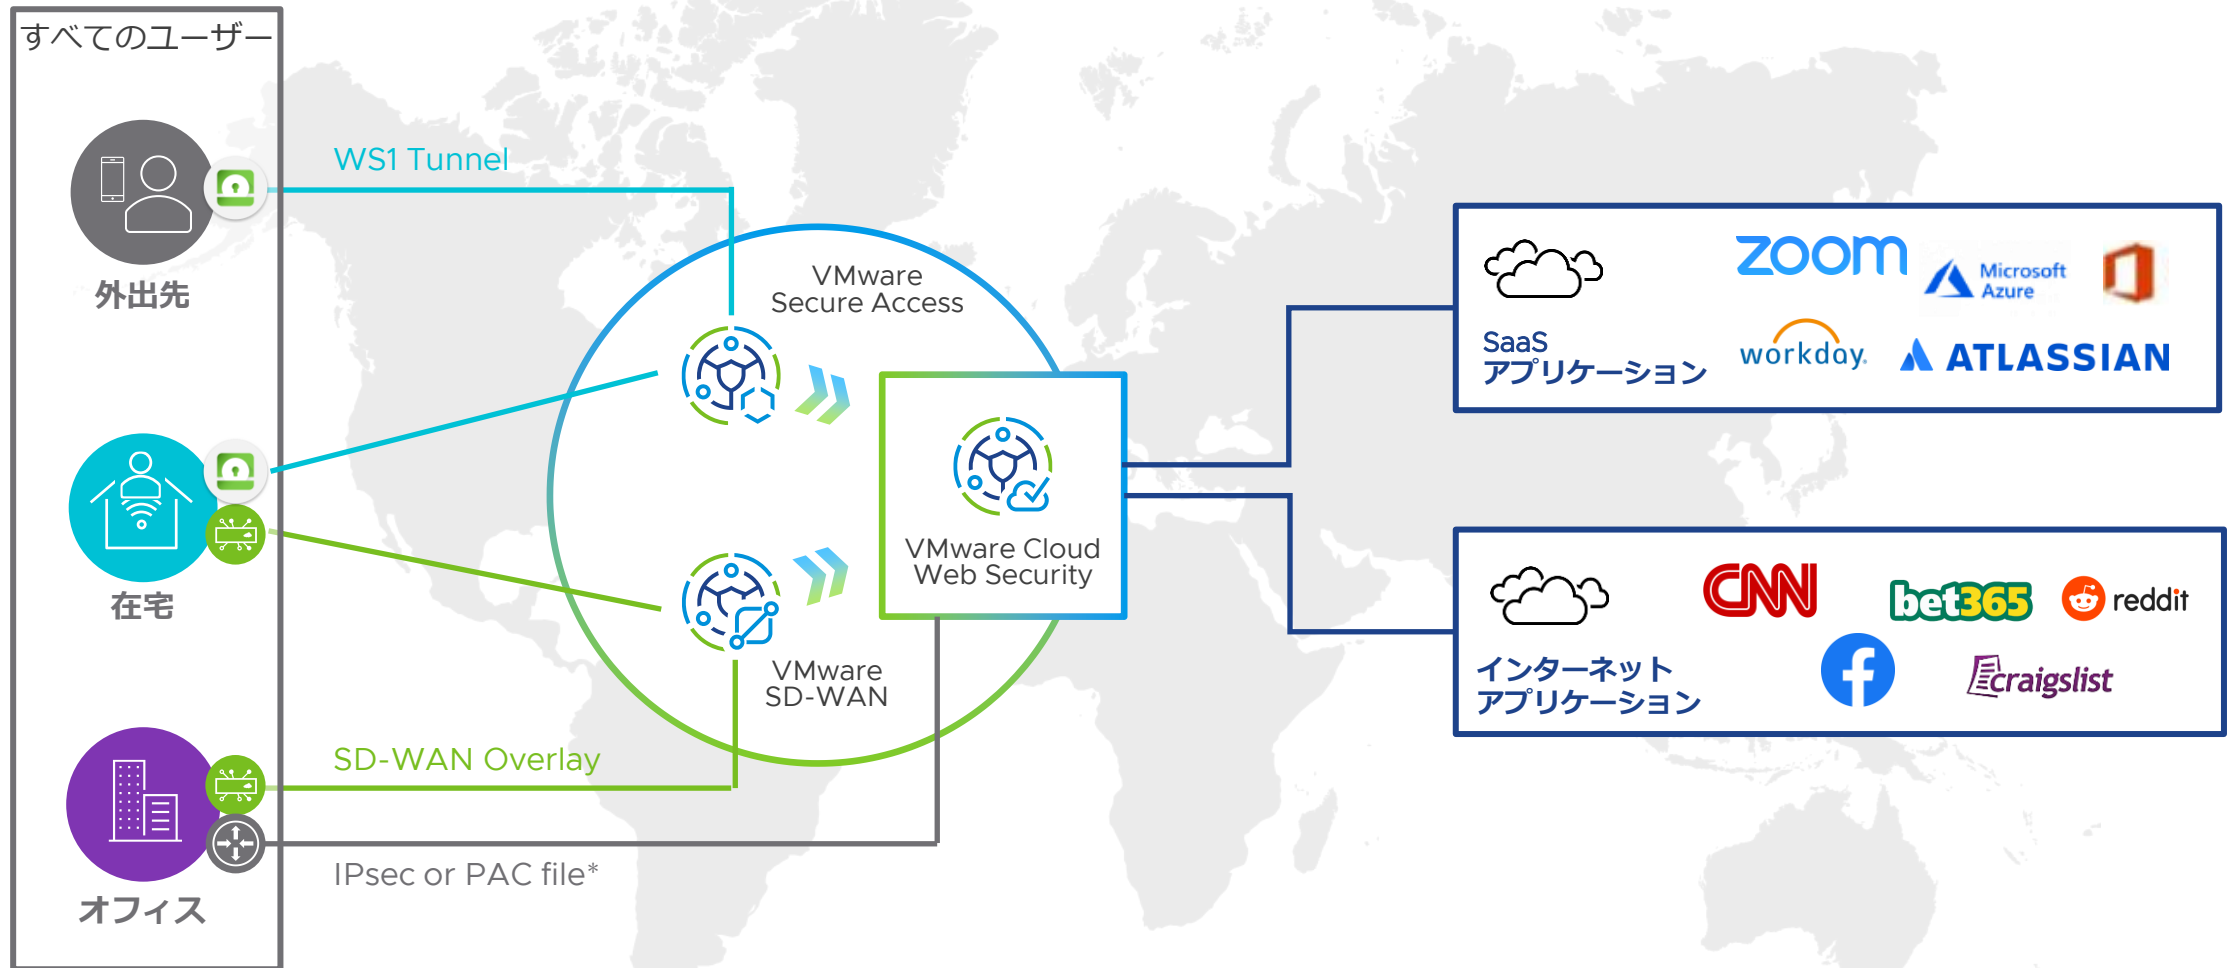 すべてのユーザー
外出先
在宅
オフィス
WS1 Tunnel
SD-WAN Overlay
IPsec or PAC file*
VMware
Secure Access
VMware
SD-WAN
VMware Cloud
Web Security
SaaS
アプリケーション
zoom
Microsoft
Azure
workday.
ATLASSIAN
インターネット
アプリケーション
CNN
bet365
reddit
craigslist